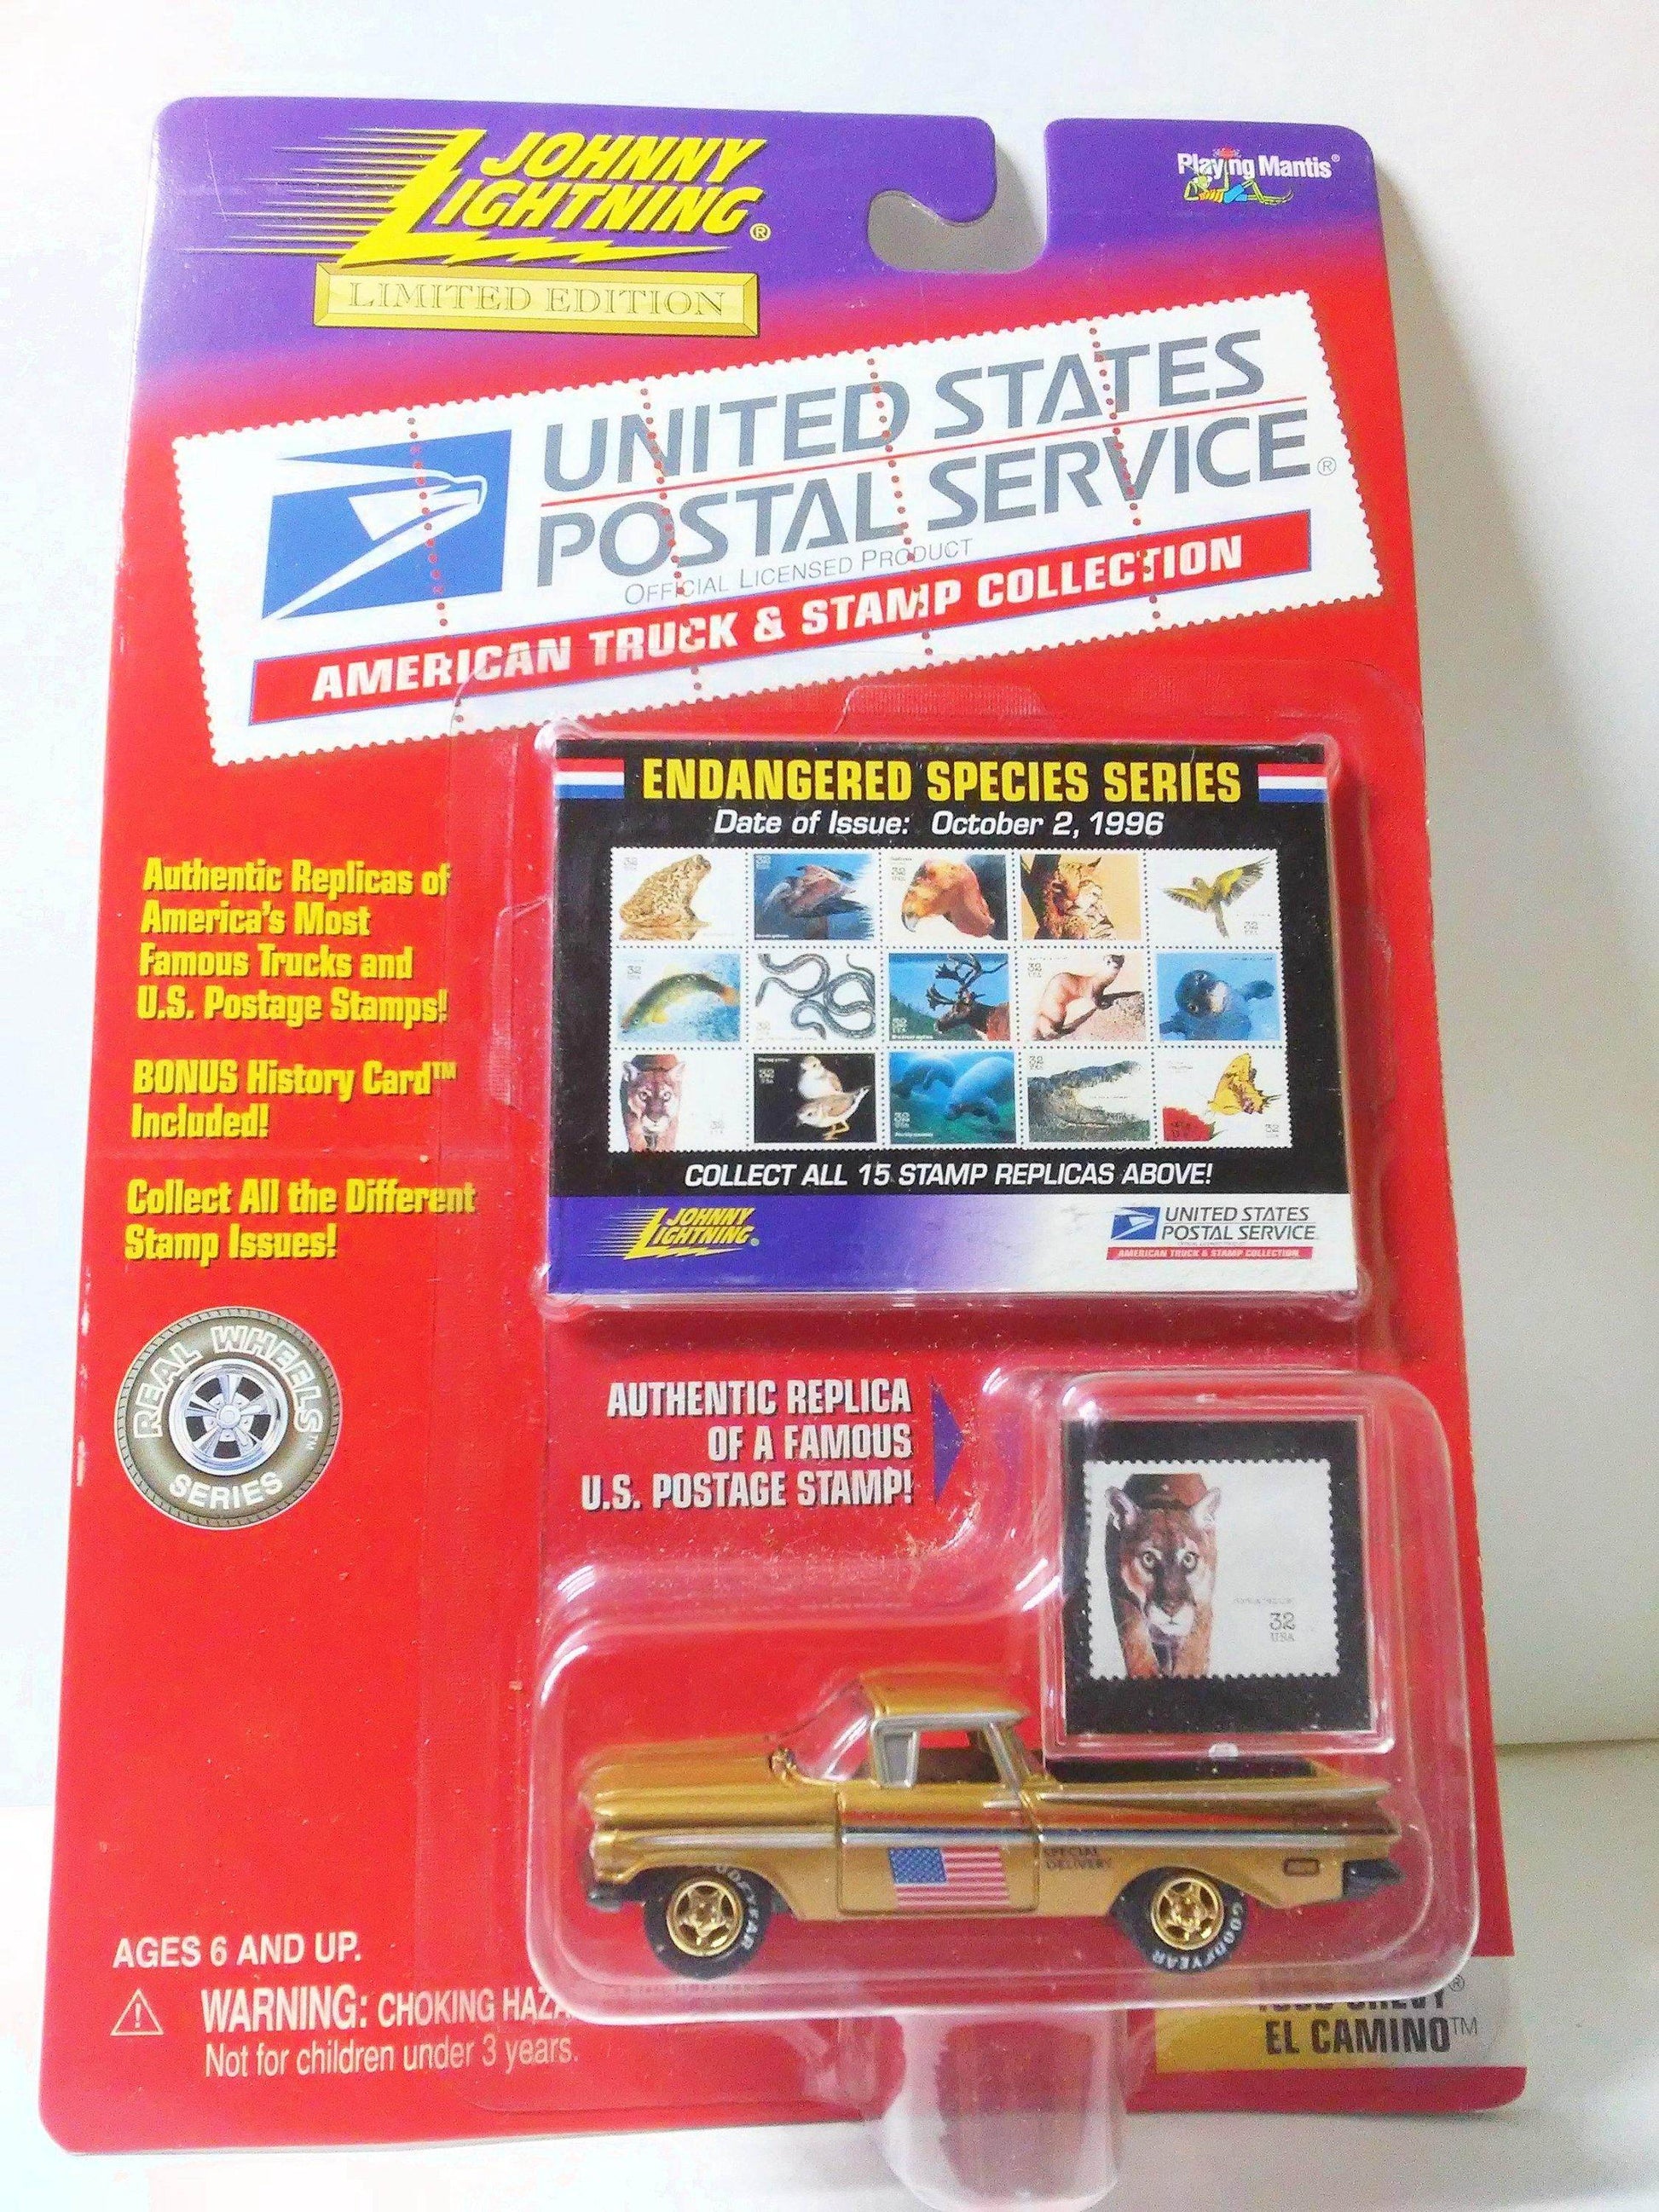 JOHNNY
LIGHTNING®
LIMITED EDITION
Playing Mantis®
UNITED STATES
POSTAL SERVICE®
OFFICIAL LICENSED PRODUCT
AMERICAN TRUCK & STAMP COLLECTION
ENDANGERED SPECIES SERIES
Date of Issue: October 2, 1996
COLLECT ALL 15 STAMP REPLICAS ABOVE!
JOHNNY
LIGHTNING®
UNITED STATES
POSTAL SERVICE
AMERICAN TRUCK & STAMP COLLECTION
Authentic Replicas of
America's Most
Famous Trucks and
U.S. Postage Stamps!
BONUS History Card™
Included!
Collect All the Different
Stamp Issues!
REAL WHEELS™
SERIES
AUTHENTIC REPLICA
OF A FAMOUS
U.S. POSTAGE STAMP!
32
USA
SPECIAL
DELIVERY
GOODYEAR
GOODYEAR
AGES 6 AND UP.
WARNING: CHOKING HAZA
Not for children under 3 years.
CHEVY®
EL CAMINO™